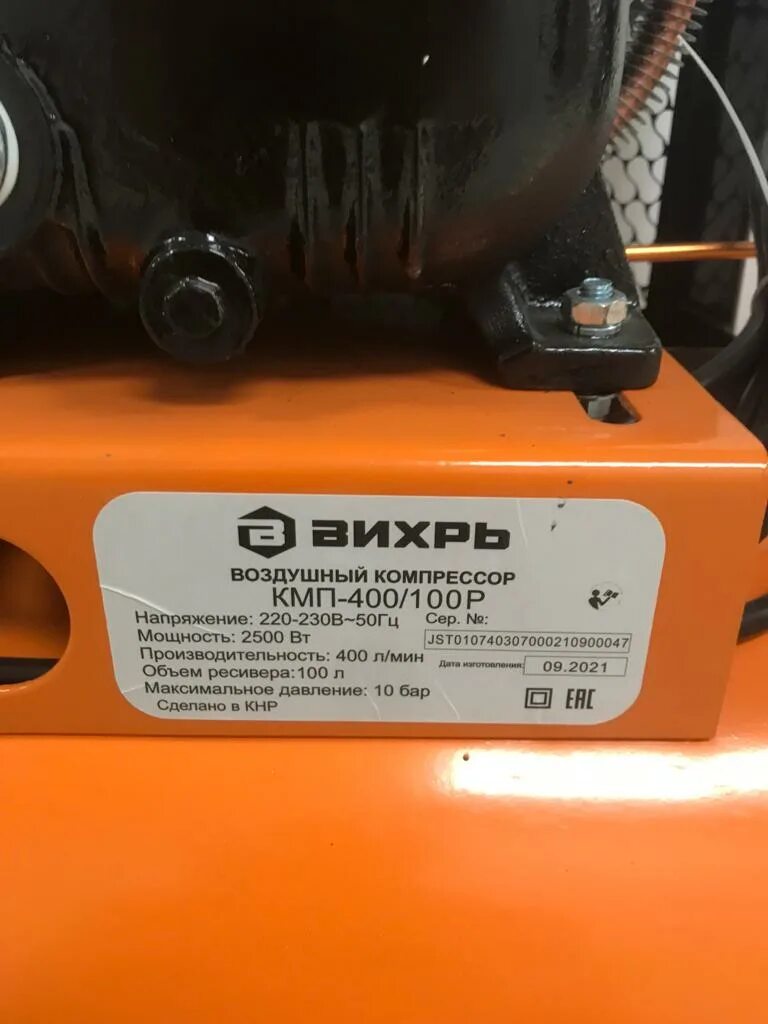 ВИХРЬ
ВОЗДУШНЫЙ КОМПРЕССОР
КМП-400/100Р
Напряжение: 220-230В~50Гц
Мощность: 2500 Вт
Производительность: 400 л/мин
Объем ресивера:100 л
Максимальное давление: 10 бар
Сделано в КНР
Сер. №:
JST010740307000210900047
Дата изготовления:
09.2021
EAC